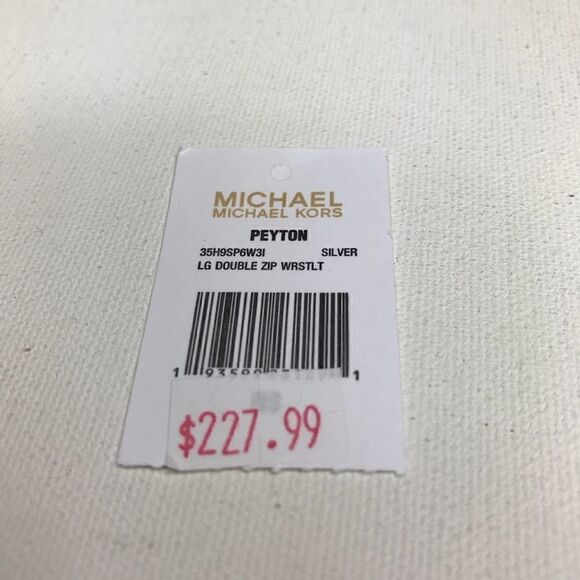 MICHAEL
MICHAEL KORS
PEYTON
35H9SP6W3I SILVER
LG DOUBLE ZIP WRSTLT
$227.99